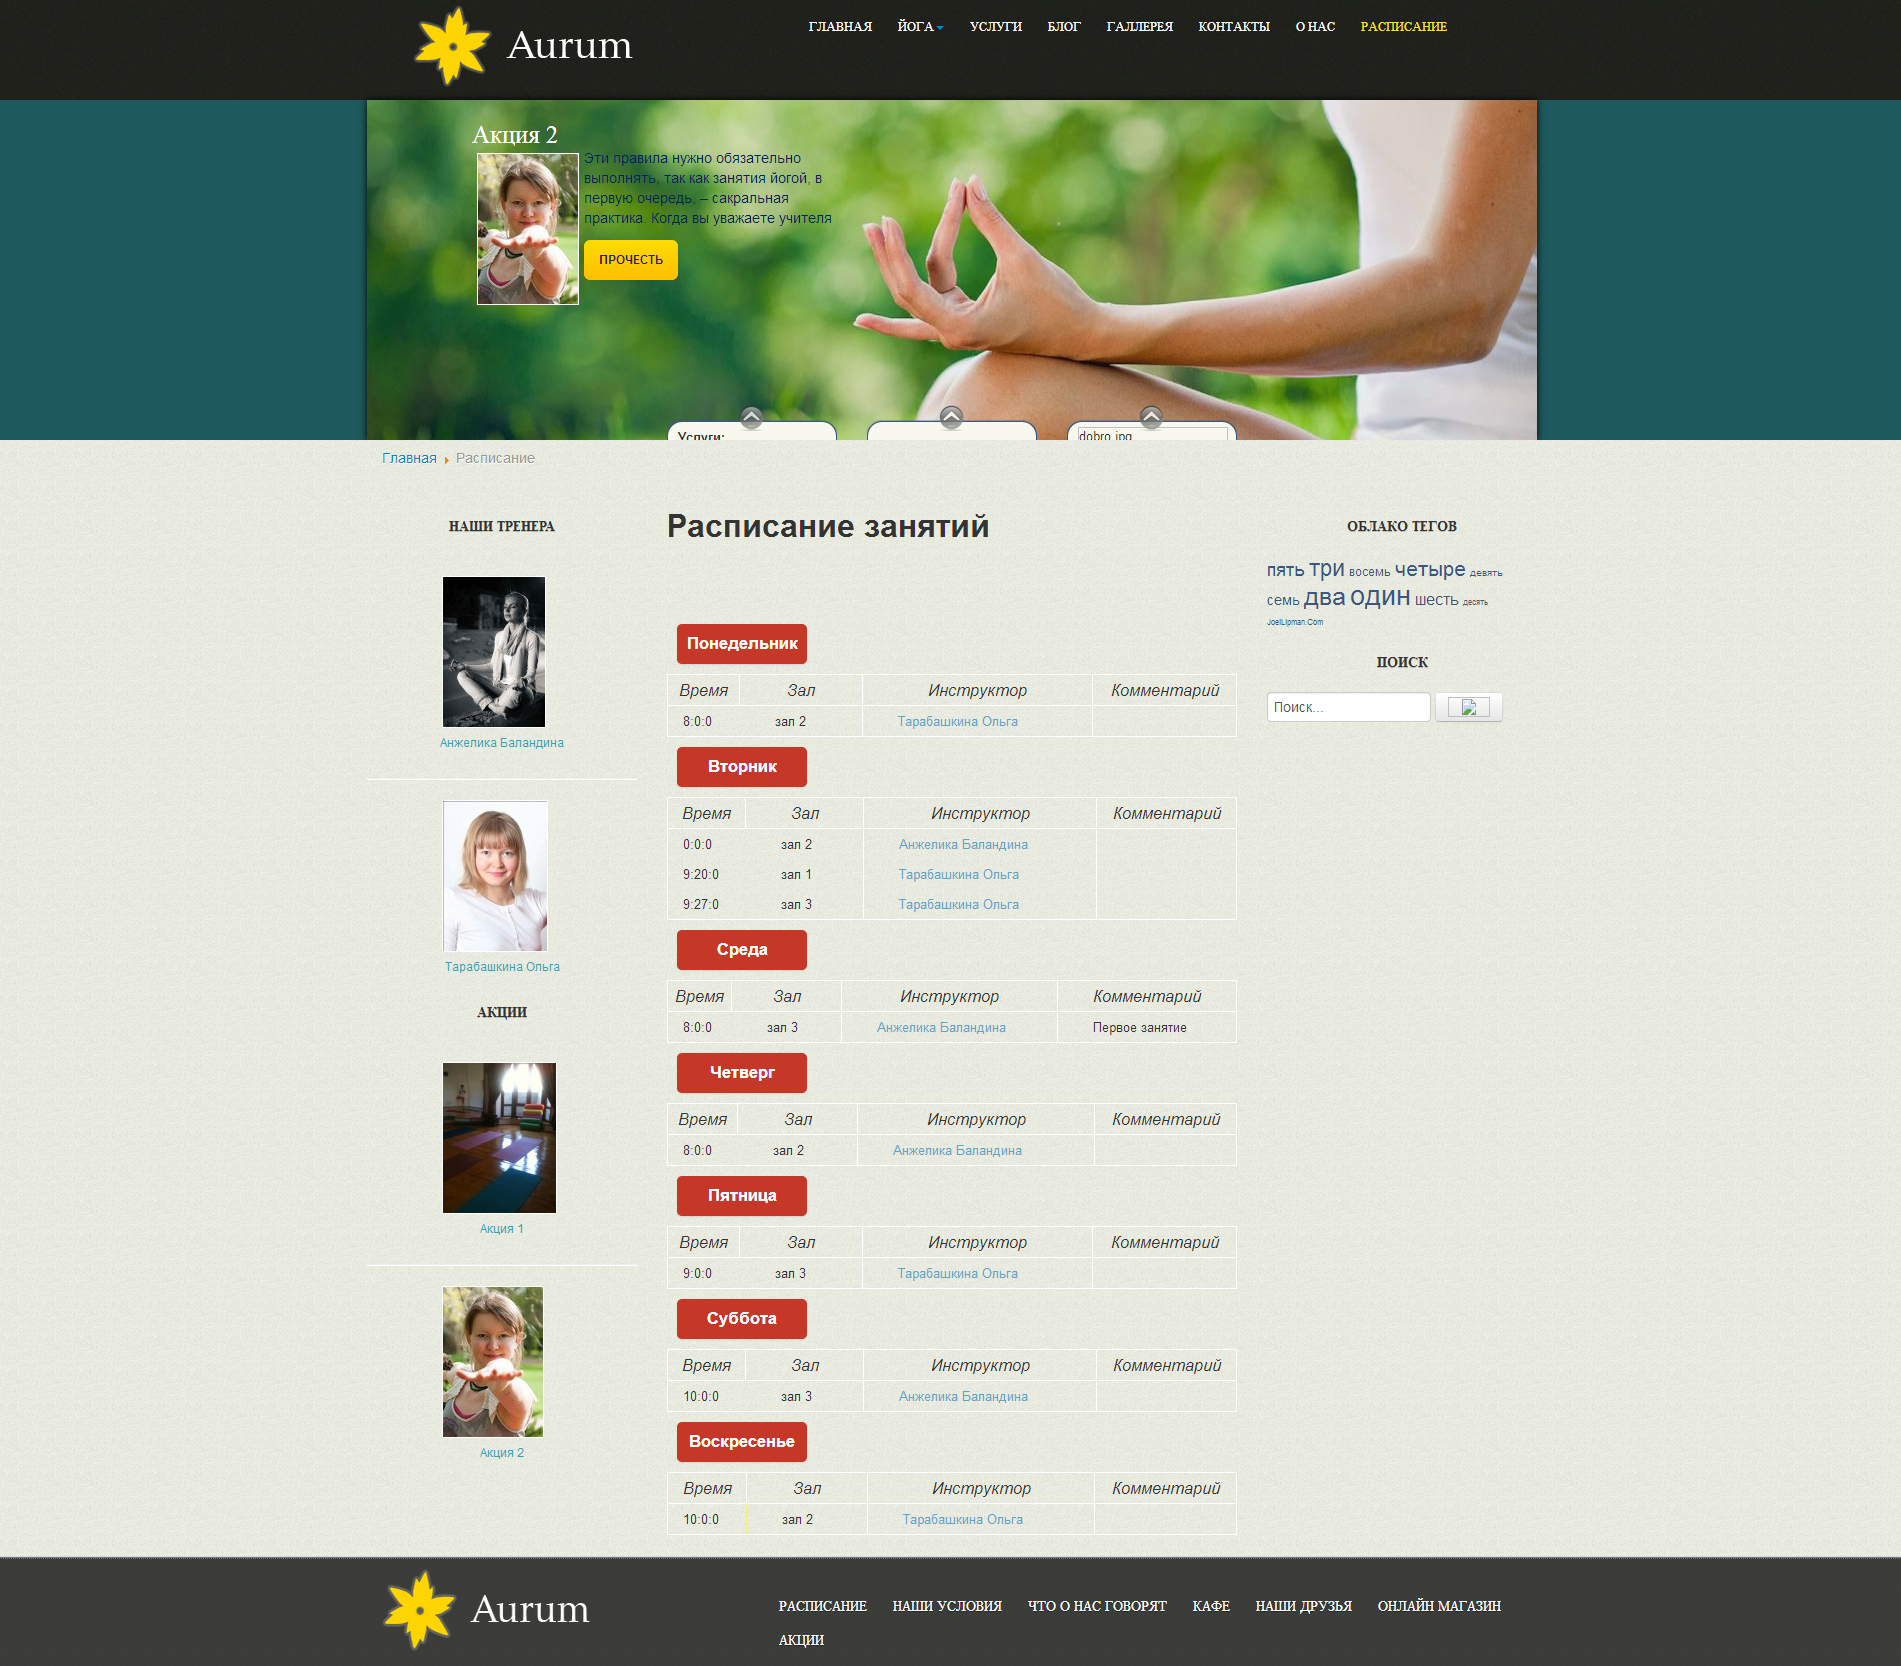 Aurum
ГЛАВНАЯ ЙОГА УСЛУГИ БЛОГ ГАЛЛЕРЕЯ КОНТАКТЫ О НАС РАСПИСАНИЕ
Акция 2
Эти правила нужно обязательно
выполнять, так как занятия йогой, в
первую очередь, – сакральная
практика. Когда вы уважаете учителя
ПРОЧЕСТЬ
Услуги:
dobro.jpg
Главная Расписание
НАШИ ТРЕНЕРА
Анжелика Баландина
Тарабашкина Ольга
АКЦИИ
Акция 1
Акция 2
Расписание занятий
Понедельник
Время Зал Инструктор Комментарий
8:0:0 зал 2 Тарабашкина Ольга
Вторник
Время Зал Инструктор Комментарий
0:0:0 зал 2 Анжелика Баландина
9:20:0 зал 1 Тарабашкина Ольга
9:27:0 зал 3 Тарабашкина Ольга
Среда
Время Зал Инструктор Комментарий
8:0:0 зал 3 Анжелика Баландина Первое занятие
Четверг
Время Зал Инструктор Комментарий
8:0:0 зал 2 Анжелика Баландина
Пятница
Время Зал Инструктор Комментарий
9:0:0 зал 3 Тарабашкина Ольга
Суббота
Время Зал Инструктор Комментарий
10:0:0 зал 3 Анжелика Баландина
Воскресенье
Время Зал Инструктор Комментарий
10:0:0 зал 2 Тарабашкина Ольга
ОБЛАКО ТЕГОВ
пять три восемь четыре девять
семь два один шесть десять
JoelLipman.Com
ПОИСК
Поиск...
Aurum
РАСПИСАНИЕ НАШИ УСЛОВИЯ ЧТО О НАС ГОВОРЯТ КАФЕ НАШИ ДРУЗЬЯ ОНЛАЙН МАГАЗИН
АКЦИИ